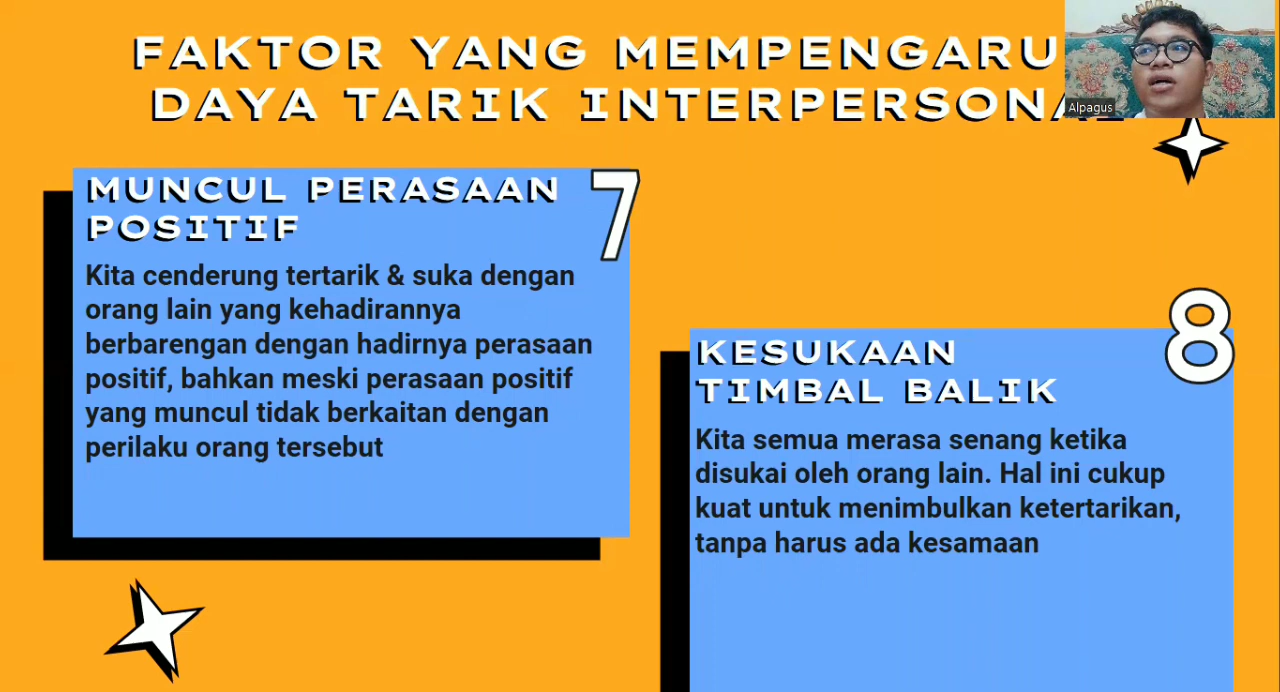 FAKTOR YANG MEMPENGARU
DAYA TARIK INTERPERSONAL
Alpagus
MUNCUL PERASAAN
POSITIF
7
Kita cenderung tertarik & suka dengan
orang lain yang kehadirannya
berbarengan dengan hadirnya perasaan
positif, bahkan meski perasaan positif
yang muncul tidak berkaitan dengan
perilaku orang tersebut
8
KESUKAAN
TIMBAL BALIK
Kita semua merasa senang ketika
disukai oleh orang lain. Hal ini cukup
kuat untuk menimbulkan ketertarikan,
tanpa harus ada kesamaan